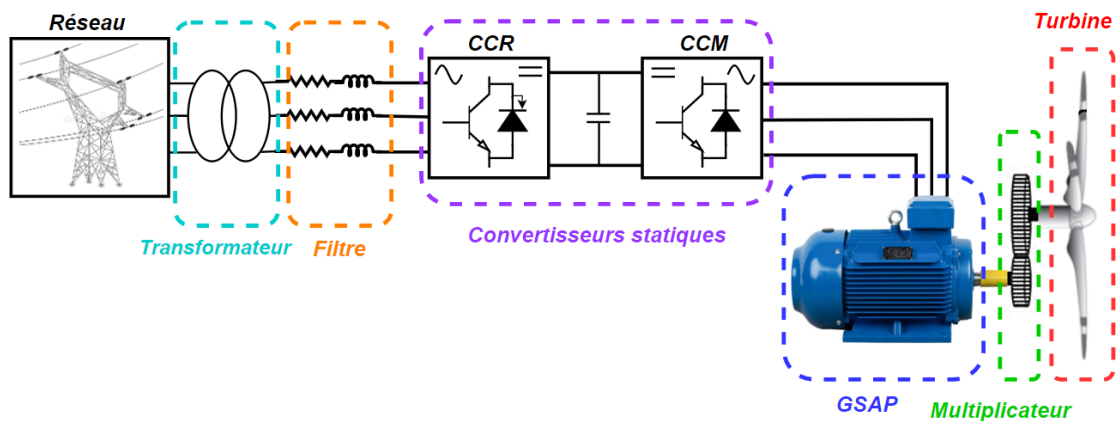 Réseau
CCR
CCM
Turbine
Transformateur
Filtre
Convertisseurs statiques
GSAP
Multiplicateur